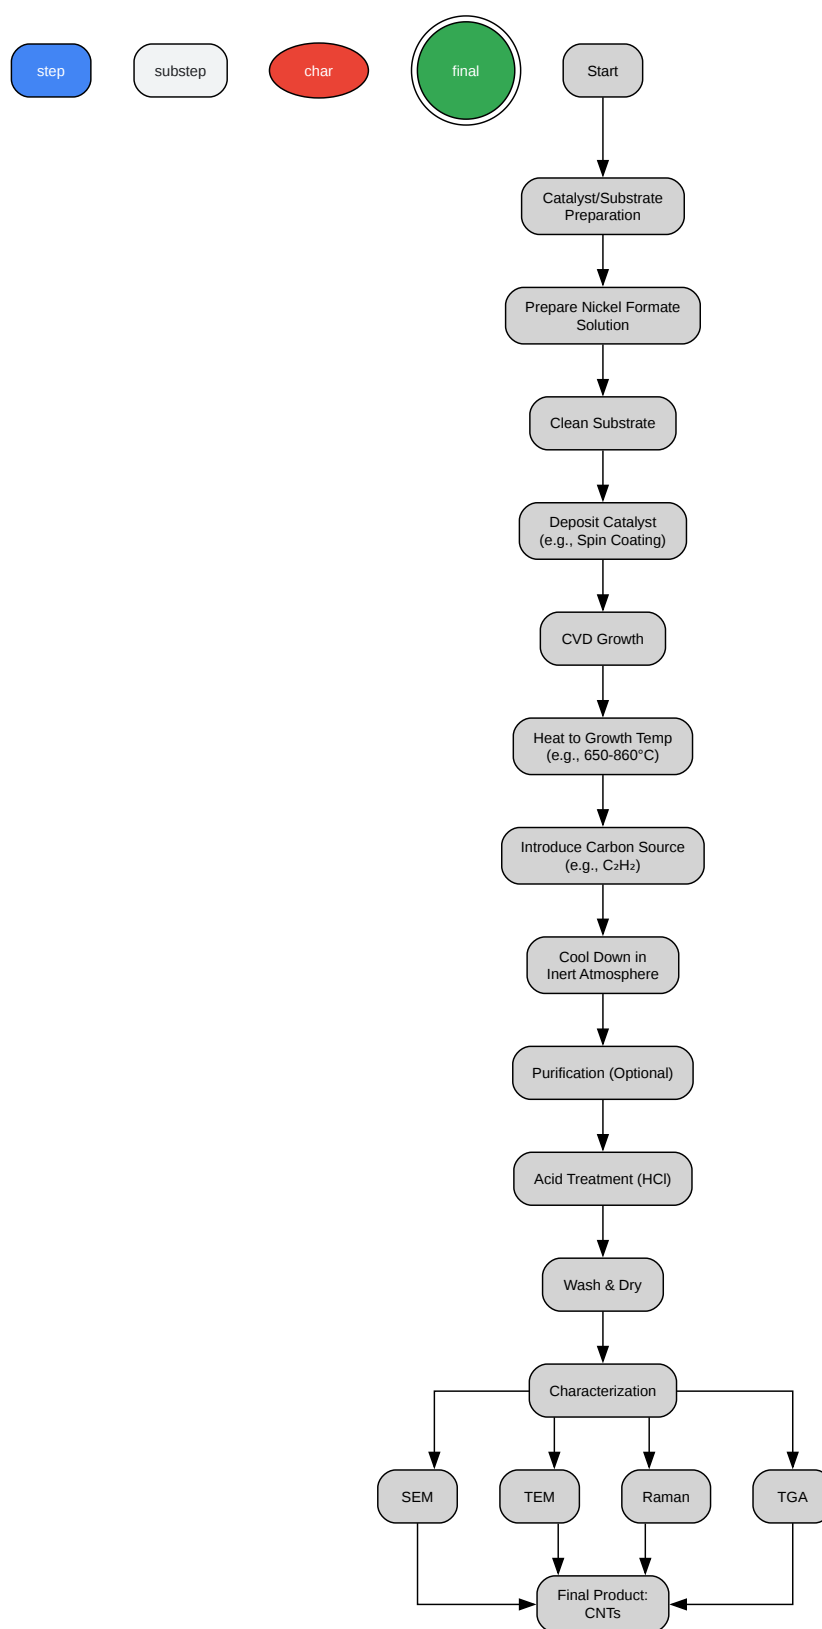 step
substep
char
final
Start
Catalyst/Substrate
Preparation
Prepare Nickel Formate
Solution
Clean Substrate
Deposit Catalyst
(e.g., Spin Coating)
CVD Growth
Heat to Growth Temp
(e.g., 650-860°C)
Introduce Carbon Source
(e.g., C₂H₂)
Cool Down in
Inert Atmosphere
Purification (Optional)
Acid Treatment (HCl)
Wash & Dry
Characterization
SEM
TEM
Raman
TGA
Final Product:
CNTs